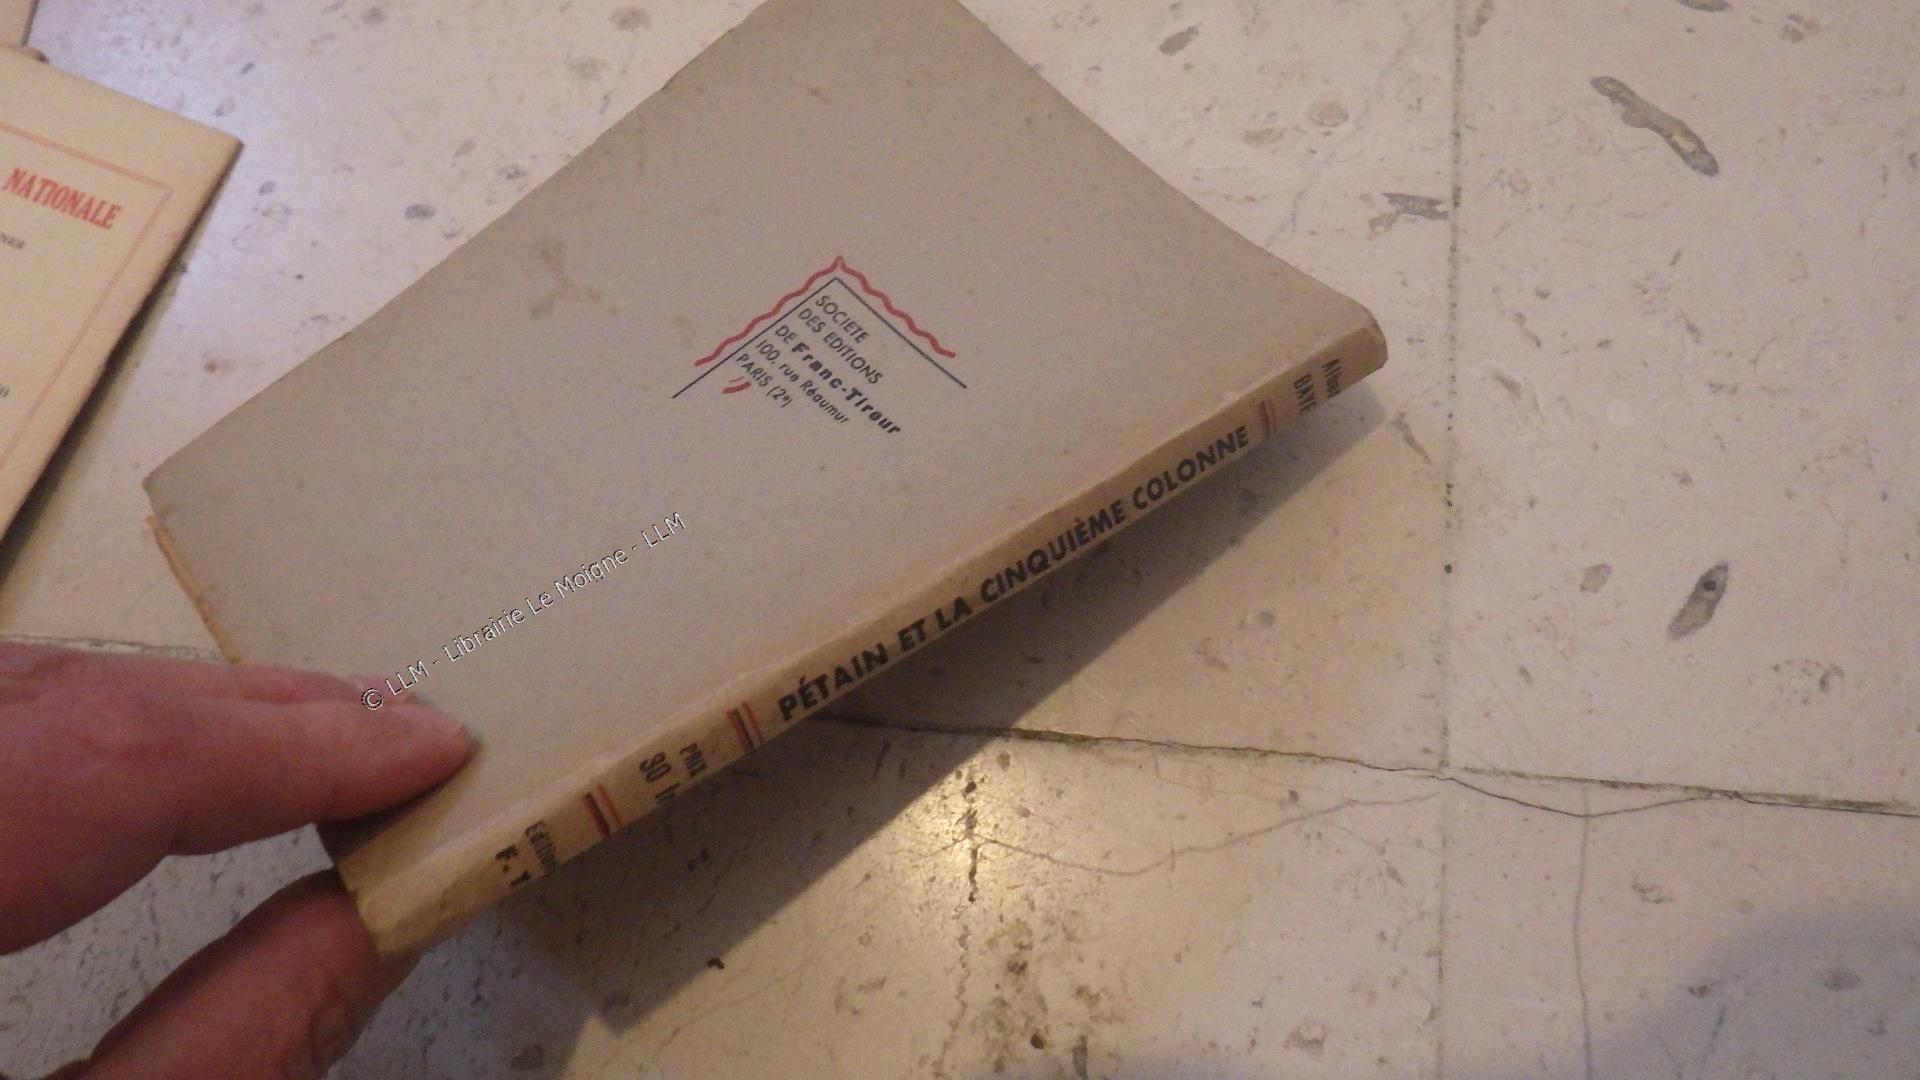 NATIONALE
SOCIETE
DES EDITIONS
DE Franc-Tireur
100, rue Réaumur
PARIS (2e)
PÉTAIN ET LA CINQUIÈME COLONNE
PRIX
30
F. T
© LLM - Librairie Le Moigne - LLM